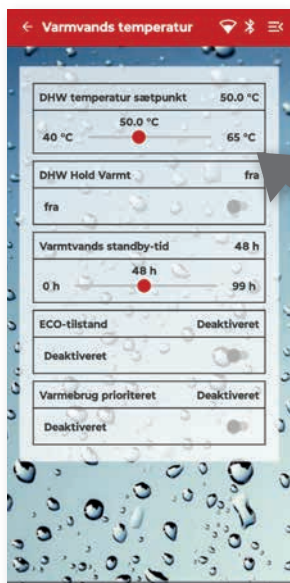 Varmvands temperatur
DHW temperatur sætpunkt 50.0 °C
50.0 °C
40 °C 65 °C
DHW Hold Varmt fra
fra
Varmtvands standby-tid 48 h
48 h
0 h 99 h
ECO-tilstand Deaktiveret
Deaktiveret
Varmebrug prioriteret Deaktiveret
Deaktiveret